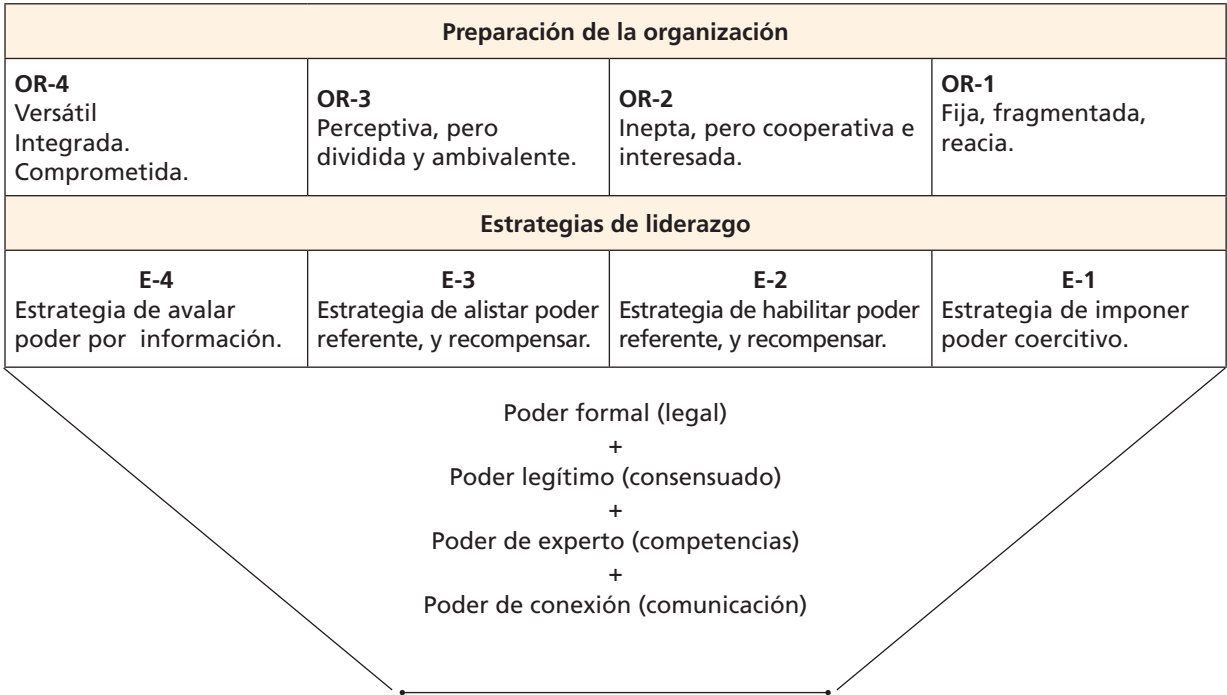 Preparación de la organización
OR-4
Versátil
Integrada.
Comprometida.
OR-3
Perceptiva, pero
dividida y ambivalente.
OR-2
Inepta, pero cooperativa e
interesada.
OR-1
Fija, fragmentada,
reacia.
Estrategias de liderazgo
E-4
Estrategia de avalar
poder por información.
E-3
Estrategia de alistar poder
referente, y recompensar.
E-2
Estrategia de habilitar poder
referente, y recompensar.
E-1
Estrategia de imponer
poder coercitivo.
Poder formal (legal)
+
Poder legítimo (consensuado)
+
Poder de experto (competencias)
+
Poder de conexión (comunicación)